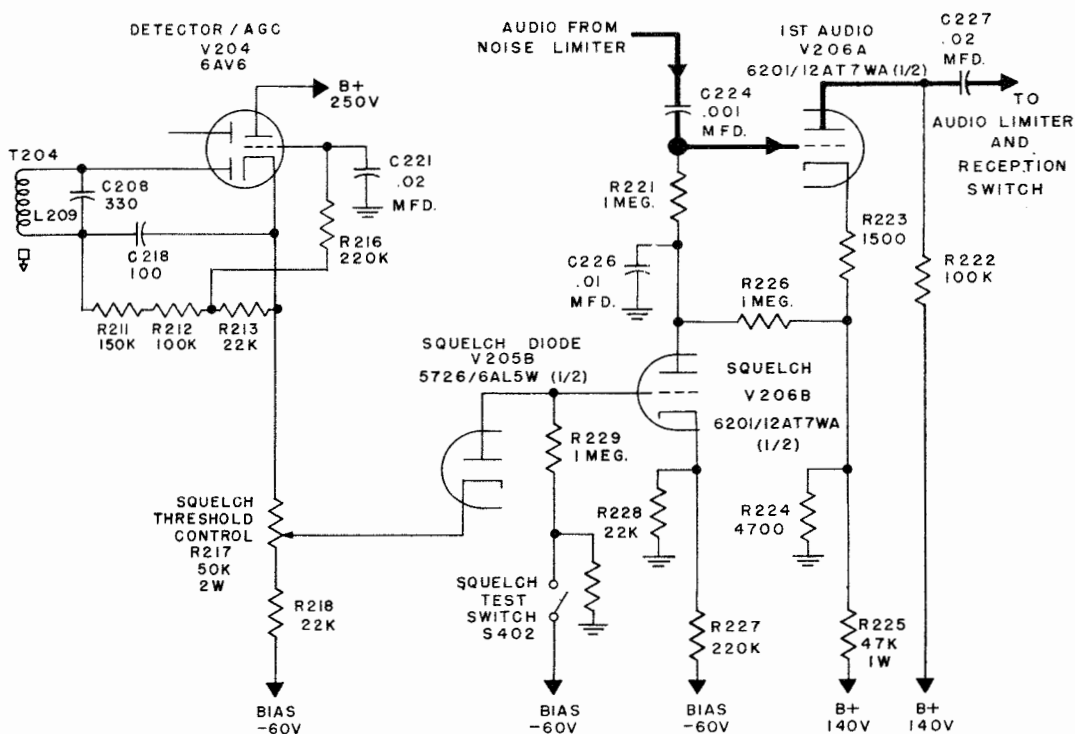 DETECTOR / AGC
V204
6AV6
B+
250V
T204
C208
330
L209
C218
100
R211
150K
R212
100K
R213
22K
R216
220K
C221
.02
MFD.
AUDIO FROM
NOISE LIMITER
C224
.001
MFD.
1ST AUDIO
V206A
6201/12AT7WA (1/2)
C227
.02
MFD.
TO
AUDIO LIMITER
AND
RECEPTION
SWITCH
R221
1 MEG.
R223
1500
R222
100K
C226
.01
MFD.
R226
1 MEG.
SQUELCH DIODE
V205B
5726/6AL5W (1/2)
SQUELCH
V206B
6201/12AT7WA
(1/2)
R229
1 MEG.
R228
22K
R224
4700
SQUELCH
THRESHOLD
CONTROL
R217
50K
2W
R218
22K
SQUELCH
TEST
SWITCH
S402
R227
220K
R225
47K
1W
BIAS
-60V
BIAS
-60V
BIAS
-60V
B+
140V
B+
140V